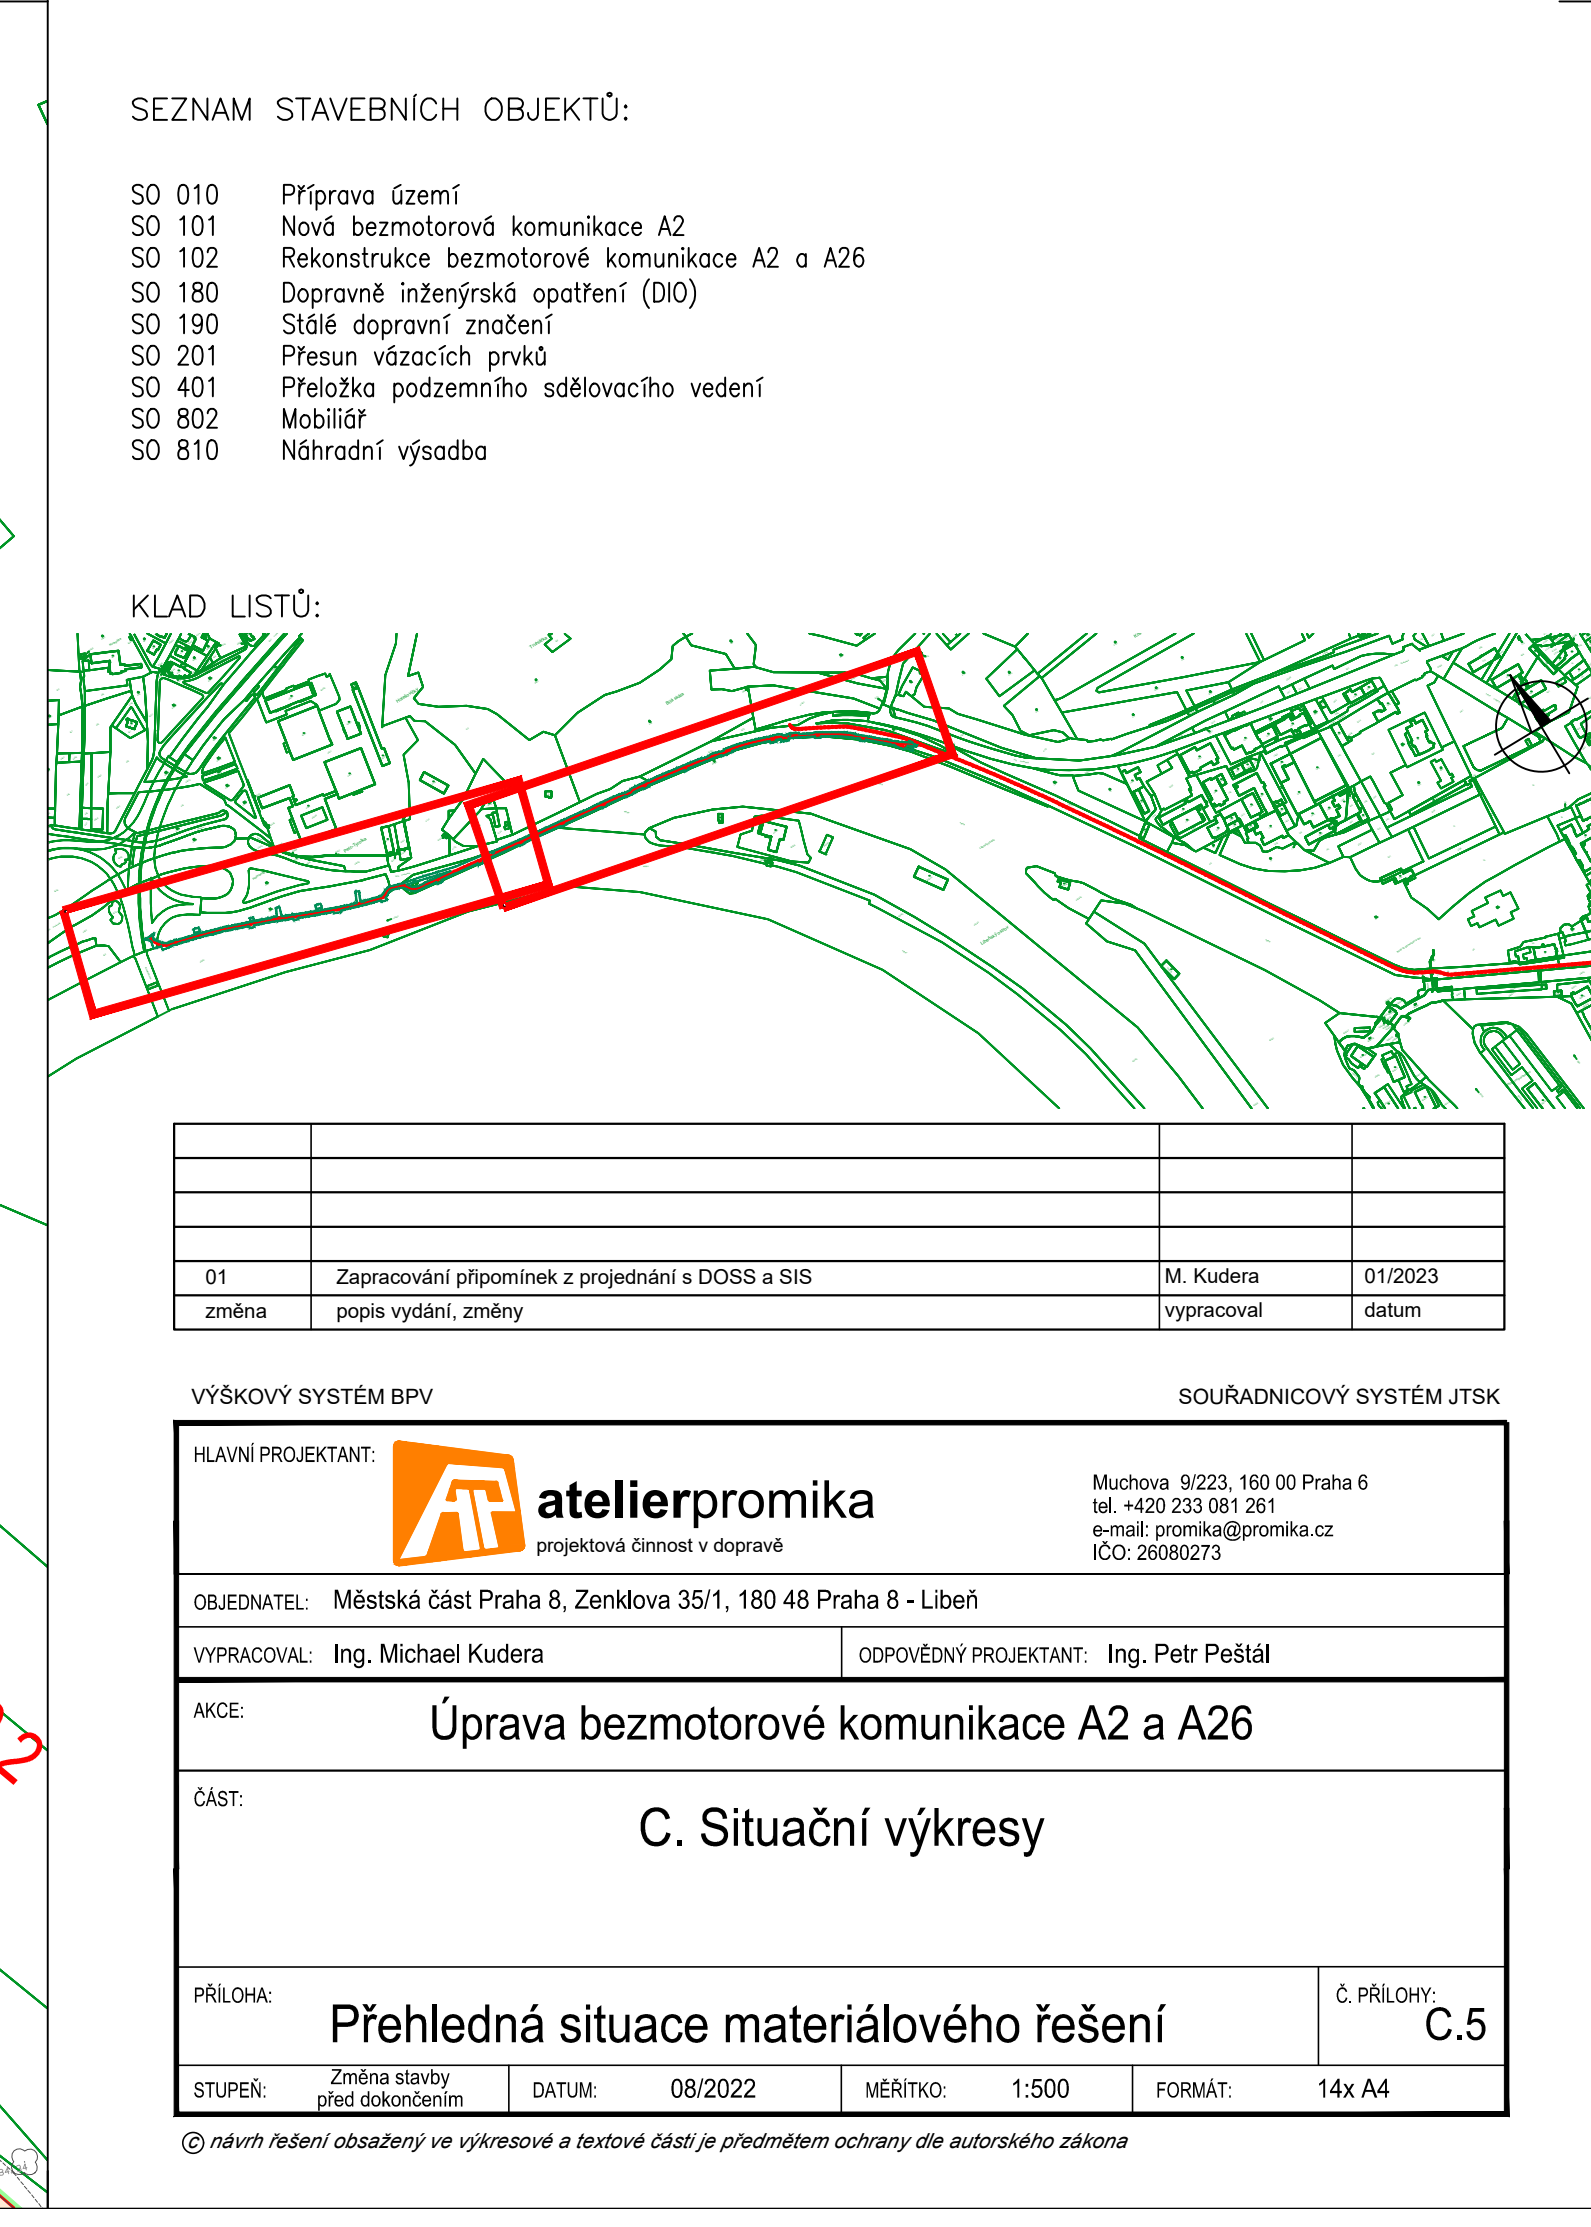 SEZNAM STAVEBNÍCH OBJEKTŮ:
SO 010 Příprava území
SO 101 Nová bezmotorová komunikace A2
SO 102 Rekonstrukce bezmotorové komunikace A2 a A26
SO 180 Dopravně inženýrská opatření (DIO)
SO 190 Stálé dopravní značení
SO 201 Přesun vázacích prvků
SO 401 Přeložka podzemního sdělovacího vedení
SO 802 Mobiliář
SO 810 Náhradní výsadba
KLAD LISTŮ:
01 Zapracování připomínek z projednání s DOSS a SIS M. Kudera 01/2023
změna popis vydání, změny vypracoval datum
VÝŠKOVÝ SYSTÉM BPV SOUŘADNICOVÝ SYSTÉM JTSK
HLAVNÍ PROJEKTANT:
atelierpromika
projektová činnost v dopravě
Muchova 9/223, 160 00 Praha 6
tel. +420 233 081 261
e-mail: promika@promika.cz
IČO: 26080273
OBJEDNATEL: Městská část Praha 8, Zenklova 35/1, 180 48 Praha 8 - Libeň
VYPRACOVAL: Ing. Michael Kudera ODPOVĚDNÝ PROJEKTANT: Ing. Petr Peštál
AKCE: Úprava bezmotorové komunikace A2 a A26
ČÁST: C. Situační výkresy
PŘÍLOHA: Přehledná situace materiálového řešení Č. PŘÍLOHY: C.5
STUPEŇ: Změna stavby před dokončením DATUM: 08/2022 MĚŘÍTKO: 1:500 FORMÁT: 14x A4
© návrh řešení obsažený ve výkresové a textové části je předmětem ochrany dle autorského zákona
2